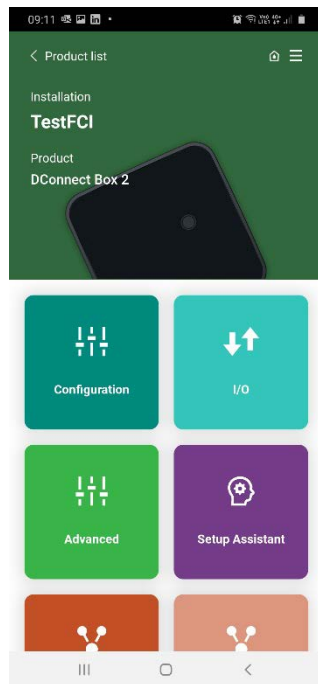 09:11
Product list
Installation
TestFCI
Product
DConnect Box 2
Configuration
I/O
Advanced
Setup Assistant